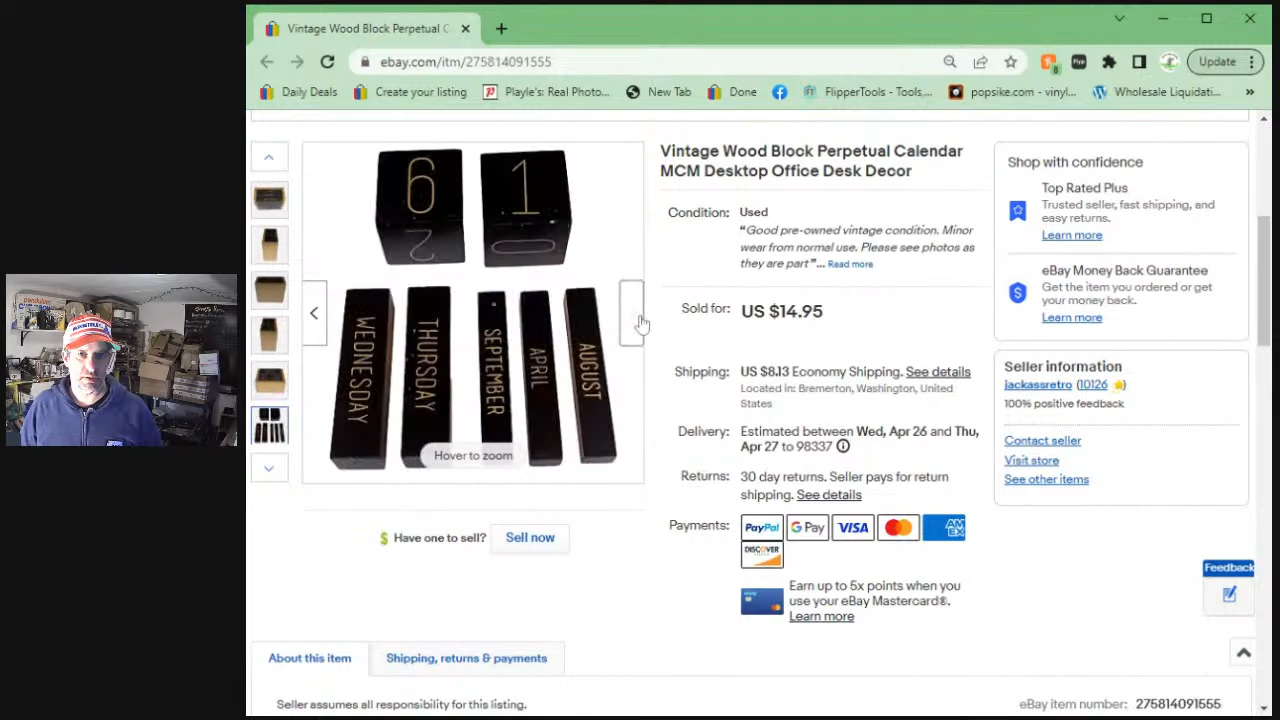 Vintage Wood Block Perpetual C
ebay.com/itm/275814091555
8
Update
Daily Deals
Create your listing
Playle's: Real Photo...
New Tab
Done
FlipperTools - Tools,...
popsike.com - vinyl...
Wholesale Liquidati...
Vintage Wood Block Perpetual Calendar
MCM Desktop Office Desk Decor
Condition: Used
“Good pre-owned vintage condition. Minor
wear from normal use. Please see photos as
they are part”... Read more
Sold for: US $14.95
Shipping: US $8.13 Economy Shipping. See details
Located in: Bremerton, Washington, United
States
Delivery: Estimated between Wed, Apr 26 and Thu,
Apr 27 to 98337
Returns: 30 day returns. Seller pays for return
shipping. See details
Payments: PayPal G Pay VISA AM EX
DISCOVER
ebay
Earn up to 5x points when you
use your eBay Mastercard®.
Learn more
Shop with confidence
Top Rated Plus
Trusted seller, fast shipping, and
easy returns.
Learn more
eBay Money Back Guarantee
Get the item you ordered or get
your money back.
Learn more
Seller information
jackassretro (10126)
100% positive feedback
Contact seller
Visit store
See other items
6 1
2 0
WEDNESDAY
THURSDAY
SEPTEMBER
APRIL
AUGUST
Hover to zoom
$ Have one to sell? Sell now
Feedback
About this item
Shipping, returns & payments
Seller assumes all responsibility for this listing.
eBay item number: 275814091555